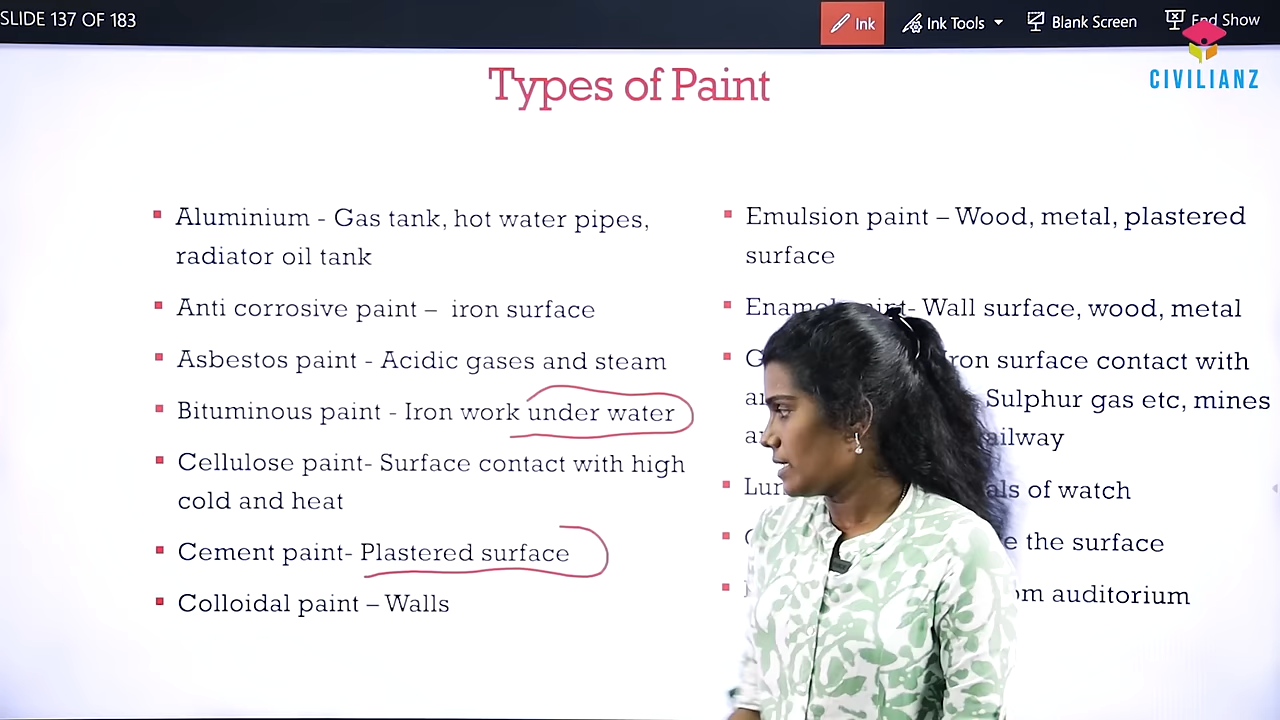 SLIDE 137 OF 183
Ink
Ink Tools
Blank Screen
End Show
CIVILIANZ
Types of Paint
Aluminium - Gas tank, hot water pipes,
radiator oil tank
Anti corrosive paint – iron surface
Asbestos paint - Acidic gases and steam
Bituminous paint - Iron work under water
Cellulose paint- Surface contact with high
cold and heat
Cement paint- Plastered surface
Colloidal paint – Walls
Emulsion paint – Wood, metal, plastered
surface
Wall surface, wood, metal
Iron surface contact with
Sulphur gas etc, mines
of watch
the surface
auditorium